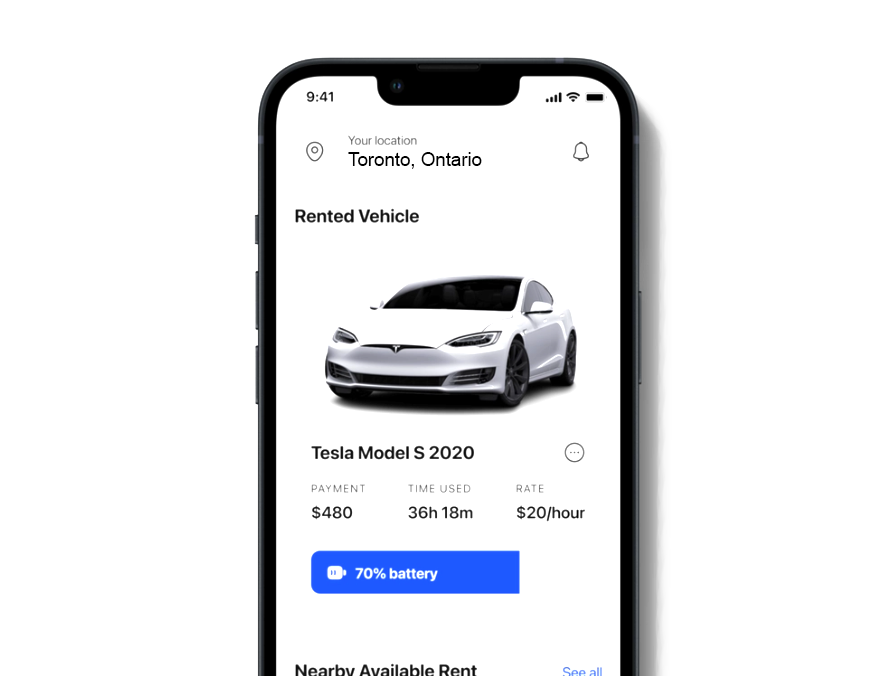 9:41
Your location
Toronto, Ontario
Rented Vehicle
Tesla Model S 2020
PAYMENT TIME USED RATE
$480 36h 18m $20/hour
70% battery
Nearby Available Rent See all